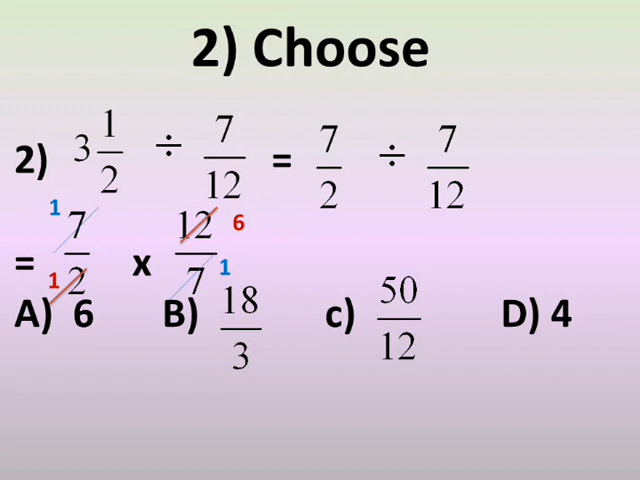 2) Choose
2) 3 1/2 ÷ 7/12 = 7/2 ÷ 7/12
= 1 7/2 1 x 12/7 6 1
A) 6 B) 18/3 c) 50/12 D) 4